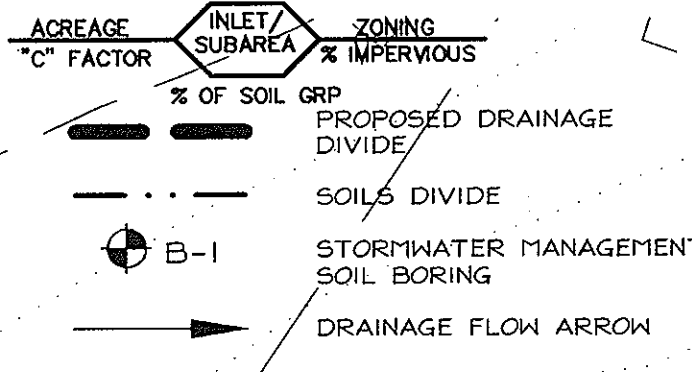 ACREAGE
INLET/
ZONING
"C" FACTOR
SUBAREA
% IMPERVIOUS
% OF SOIL GRP
PROPOSED DRAINAGE
DIVIDE
SOILS DIVIDE
B-1
STORMWATER MANAGEMENT
SOIL BORING
DRAINAGE FLOW ARROW